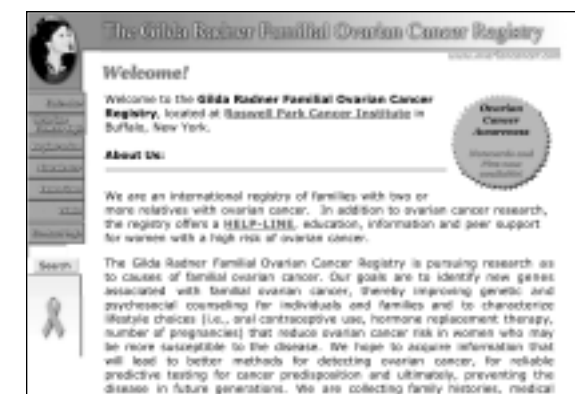 The Gilda Radner Familial Ovarian Cancer Registry
Welcome!
Welcome to the Gilda Radner Familial Ovarian Cancer
Registry, located at Roswell Park Cancer Institute in
Buffalo, New York.
Ovarian
Cancer
Awareness
About Us:
We are an international registry of families with two or
more relatives with ovarian cancer. In addition to ovarian cancer research,
the registry offers a HELP-LINE, education, information and peer support
for women with a high risk of ovarian cancer.
Search
The Gilda Radner Familial Ovarian Cancer Registry is pursuing research as
to causes of familial ovarian cancer. Our goals are to identify new genes
associated with familial ovarian cancer, thereby improving genetic and
psychosocial counseling for individuals and families and to characterize
lifestyle choices (i.e., oral contraceptive use, hormone replacement therapy,
number of pregnancies) that reduce ovarian cancer risk in women who may
be more susceptible to the disease. We hope to acquire information that
will lead to better methods for detecting ovarian cancer, for reliable
predictive testing for cancer predisposition and ultimately, preventing the
disease in future generations. We are collecting family histories, medical